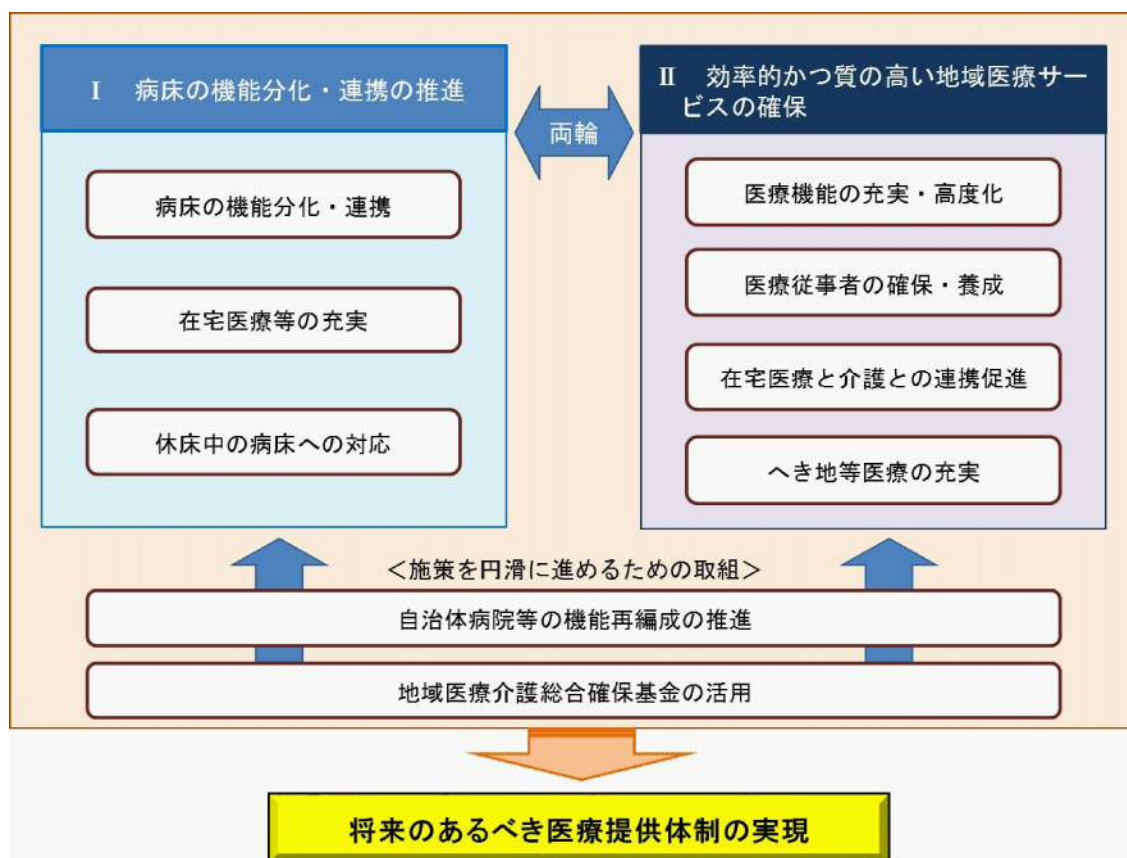 Ⅰ 病床の機能分化・連携の推進
病床の機能分化・連携
在宅医療等の充実
休床中の病床への対応
両輪
Ⅱ 効率的かつ質の高い地域医療サー
ビスの確保
医療機能の充実・高度化
医療従事者の確保・養成
在宅医療と介護との連携促進
へき地等医療の充実
＜施策を円滑に進めるための取組＞
自治体病院等の機能再編成の推進
地域医療介護総合確保基金の活用
将来のあるべき医療提供体制の実現